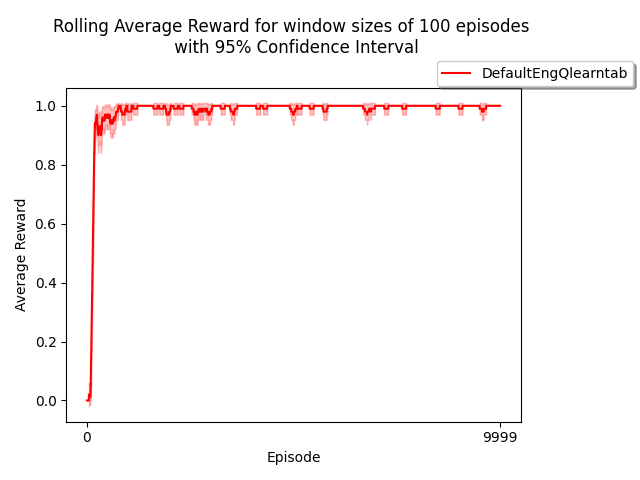 Rolling Average Reward for window sizes of 100 episodes
with 95% Confidence Interval
DefaultEngQlearntab
1.0
0.8
0.6
0.4
0.2
0.0
Average Reward
0
9999
Episode